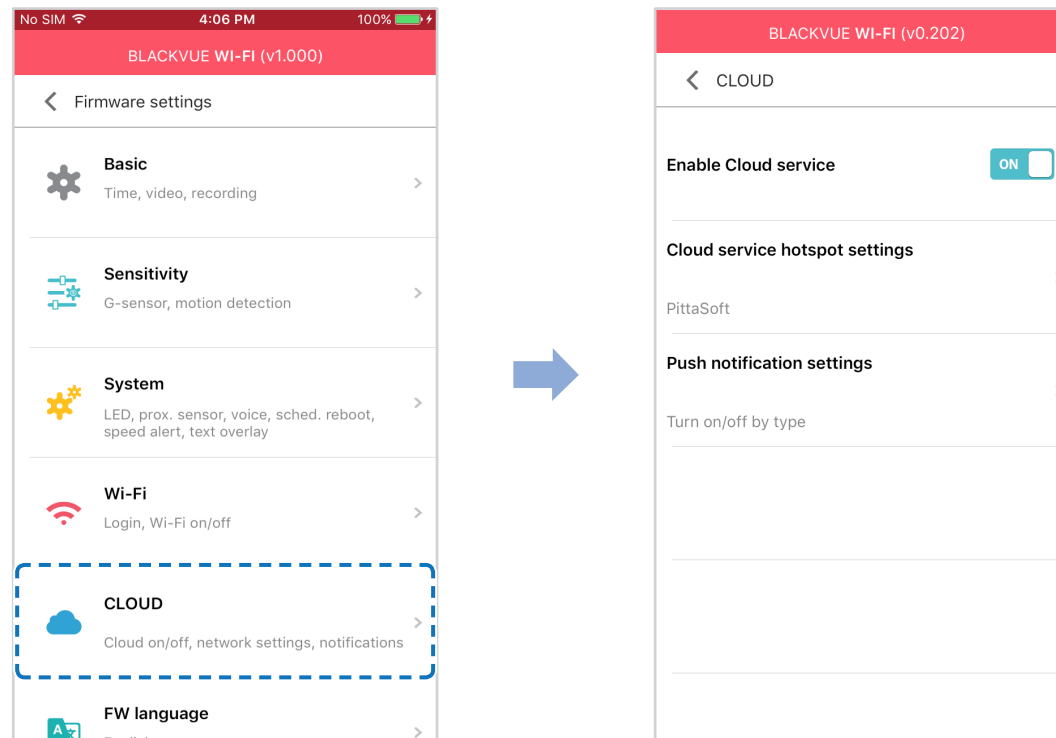 No SIM 4:06 PM 100%
BLACKVUE WI-FI (v1.000)
Firmware settings
Basic
Time, video, recording
Sensitivity
G-sensor, motion detection
System
LED, prox. sensor, voice, sched. reboot,
speed alert, text overlay
Wi-Fi
Login, Wi-Fi on/off
CLOUD
Cloud on/off, network settings, notifications
FW language
A
BLACKVUE WI-FI (v0.202)
CLOUD
Enable Cloud service
ON
Cloud service hotspot settings
PittaSoft
Push notification settings
Turn on/off by type